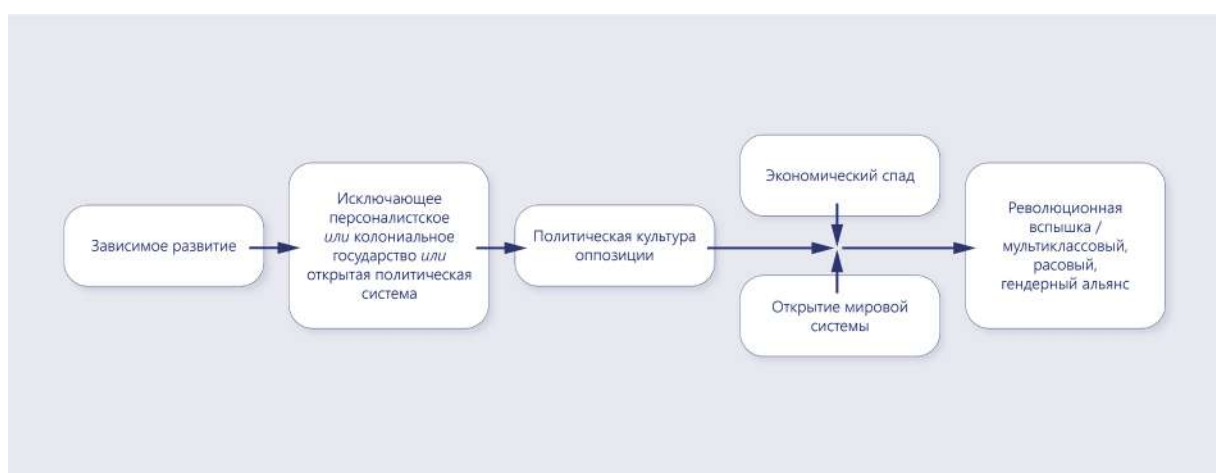 Зависимое развитие
Исключающее
персоналистское
или колониальное
государство или
открытая политическая
система
Политическая культура
оппозиции
Экономический спад
Открытие мировой
системы
Революционная
вспышка /
мультиклассовый,
расовый,
гендерный альянс